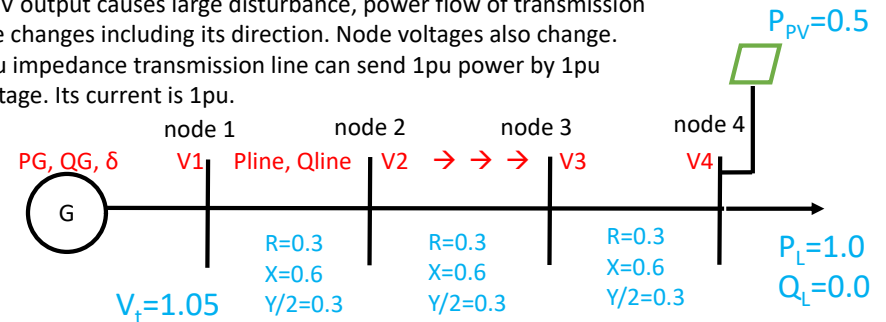 V output causes large disturbance, power flow of transmission
e changes including its direction. Node voltages also change.
u impedance transmission line can send 1pu power by 1pu
tage. Its current is 1pu.
P_PV=0.5
node 1 node 2 node 3 node 4
PG, QG, δ V1 Pline, Qline V2 → → → V3 V4
G
R=0.3 R=0.3 R=0.3
X=0.6 X=0.6 X=0.6
Y/2=0.3 Y/2=0.3 Y/2=0.3
V_t=1.05
P_L=1.0
Q_L=0.0